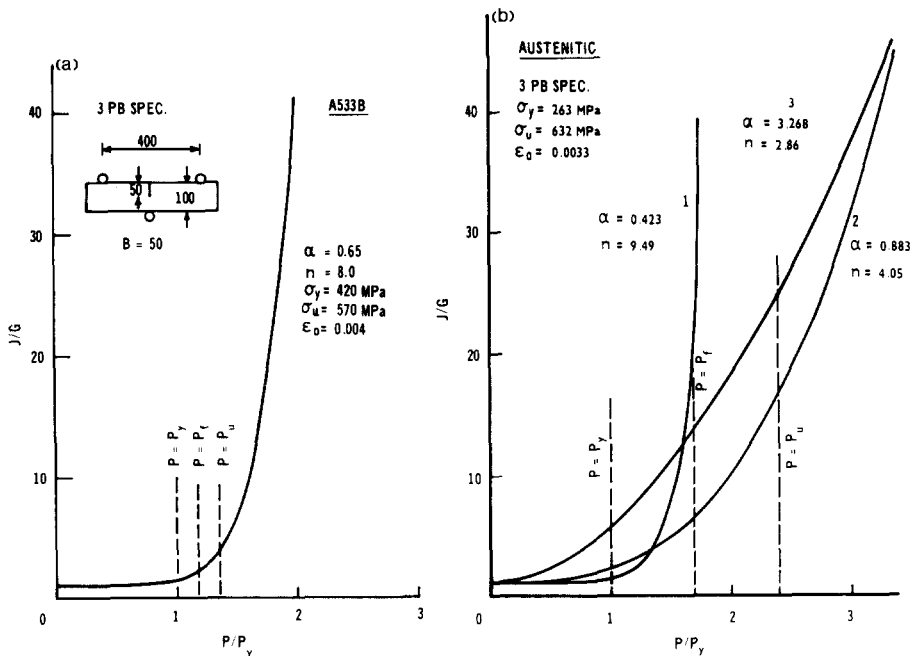 (a)
3 PB SPEC.
400
50
100
B = 50
A533B
α = 0.65
n = 8.0
σy = 420 MPa
σu = 570 MPa
ε0 = 0.004
P = Py
P = Pf
P = Pu
J/G
40
30
20
10
0
1
2
3
P/Py
(b)
AUSTENITIC
3 PB SPEC.
σy = 263 MPa
σu = 632 MPa
ε0 = 0.0033
1
α = 0.423
n = 9.49
3
α = 3.268
n = 2.86
2
α = 0.883
n = 4.05
P = Py
P = Pf
P = Pu
J/G
40
30
20
10
0
1
2
3
P/Py